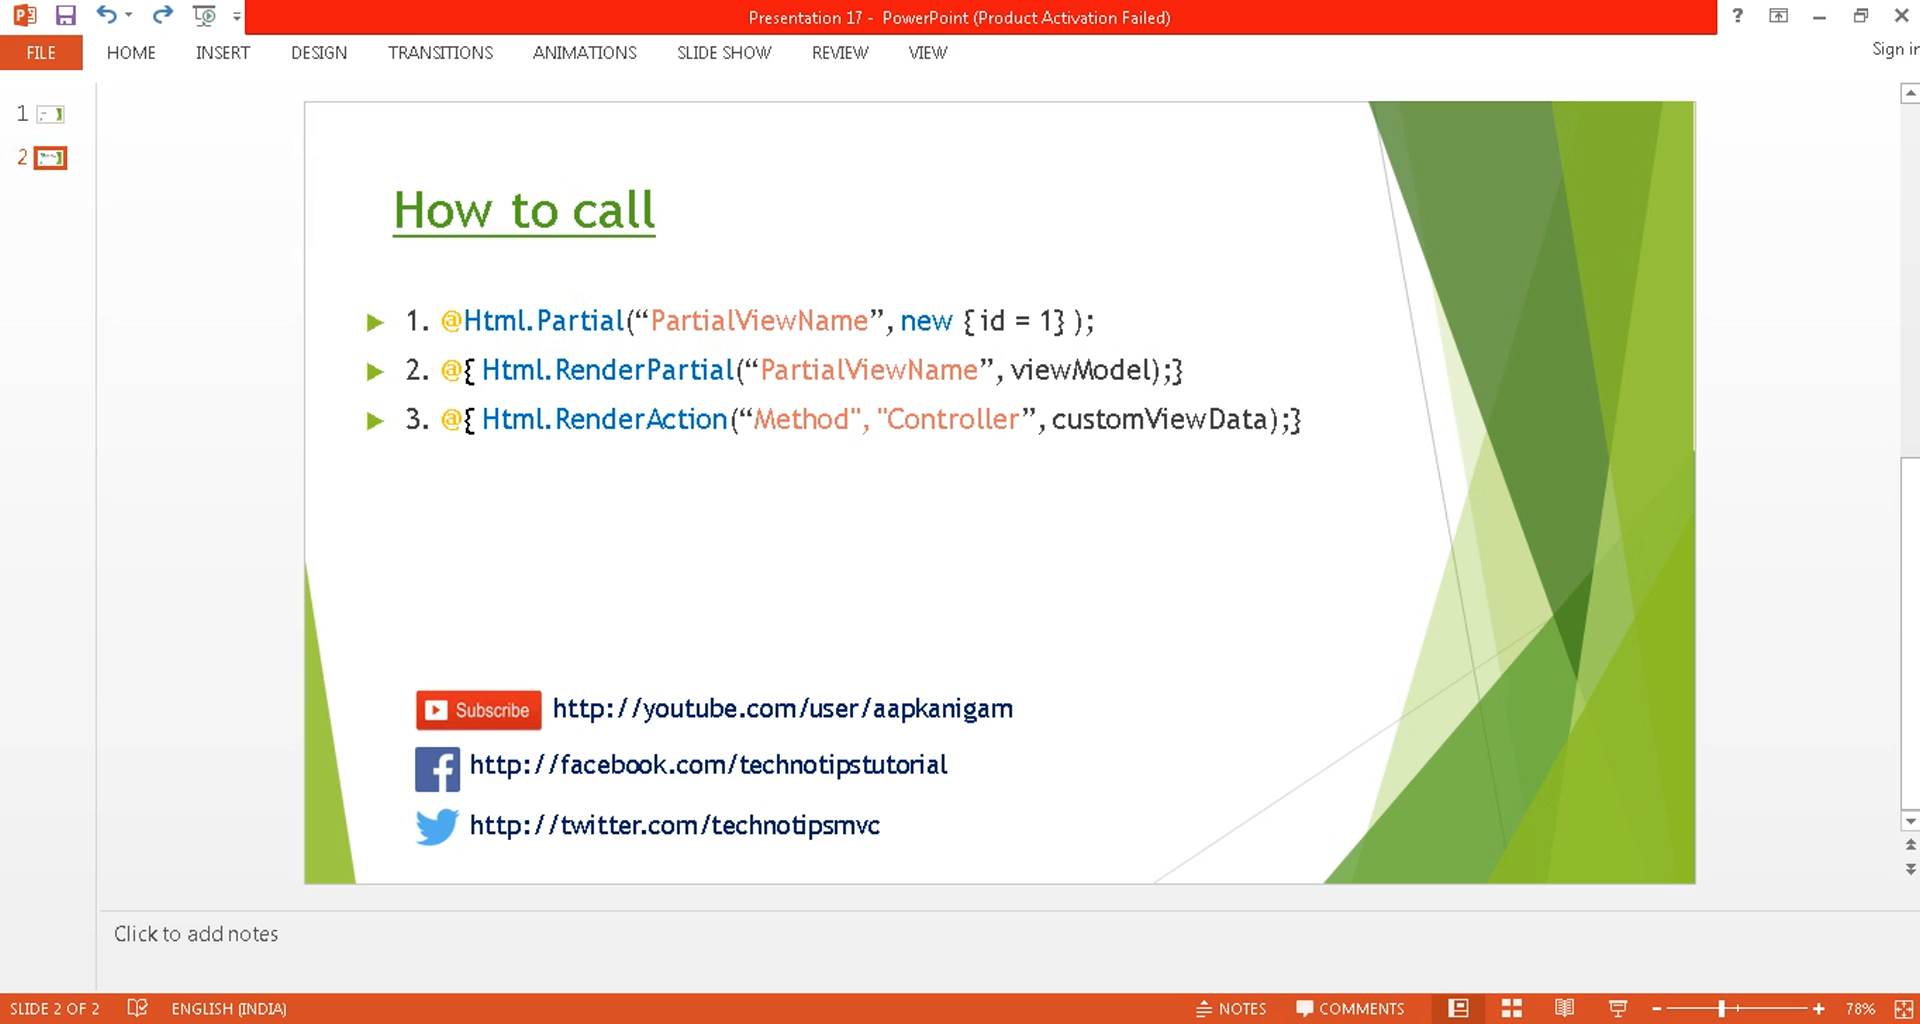 Presentation 17 - PowerPoint (Product Activation Failed)
?
FILE HOME INSERT DESIGN TRANSITIONS ANIMATIONS SLIDE SHOW REVIEW VIEW
Sign in
1
2
How to call
1. @Html.Partial(“PartialViewName”, new { id = 1} );
2. @{ Html.RenderPartial(“PartialViewName”, viewModel);}
3. @{ Html.RenderAction(“Method", "Controller”, customViewData);}
Subscribe http://youtube.com/user/aapkanigam
http://facebook.com/technotipstutorial
http://twitter.com/technotipsmvc
Click to add notes
SLIDE 2 OF 2 ENGLISH (INDIA) NOTES COMMENTS 78%